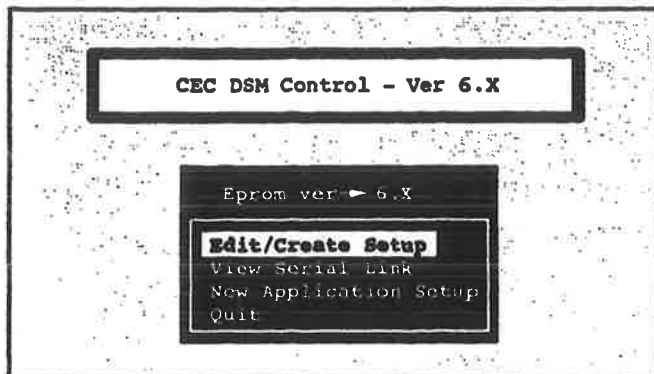 CEC DSM Control - Ver 6.X
Eprom ver ► 6.X
Edit/Create Setup
View Serial Link
New Application Setup
Quit